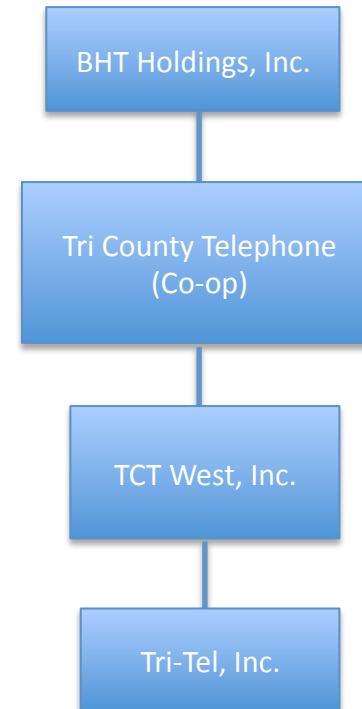 BHT Holdings, Inc.
Tri County Telephone
(Co-op)
TCT West, Inc.
Tri-Tel, Inc.